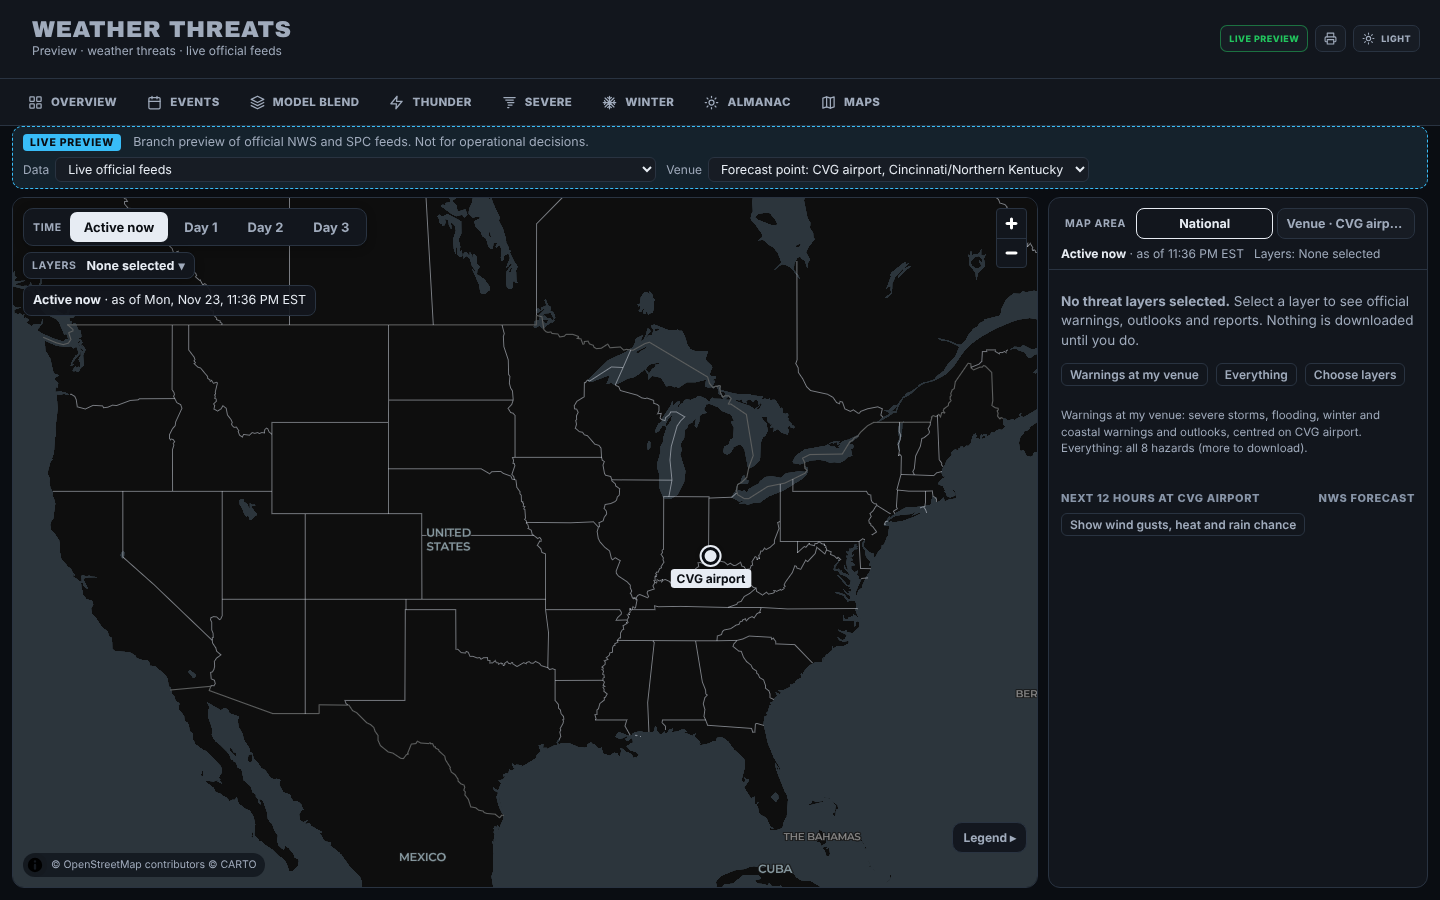 WEATHER THREATS
Preview · weather threats · live official feeds
LIVE PREVIEW
LIGHT
OVERVIEW
EVENTS
MODEL BLEND
THUNDER
SEVERE
WINTER
ALMANAC
MAPS
LIVE PREVIEW Branch preview of official NWS and SPC feeds. Not for operational decisions.
Data Live official feeds Venue Forecast point: CVG airport, Cincinnati/Northern Kentucky
TIME Active now Day 1 Day 2 Day 3
LAYERS None selected ▾
Active now · as of Mon, Nov 23, 11:36 PM EST
+
−
UNITED
STATES
CVG airport
BER
THE BAHAMAS
MEXICO
CUBA
Legend ▸
© OpenStreetMap contributors © CARTO
MAP AREA National Venue · CVG airp...
Active now · as of 11:36 PM EST Layers: None selected
No threat layers selected. Select a layer to see official
warnings, outlooks and reports. Nothing is downloaded
until you do.
Warnings at my venue Everything Choose layers
Warnings at my venue: severe storms, flooding, winter and
coastal warnings and outlooks, centred on CVG airport.
Everything: all 8 hazards (more to download).
NEXT 12 HOURS AT CVG AIRPORT NWS FORECAST
Show wind gusts, heat and rain chance